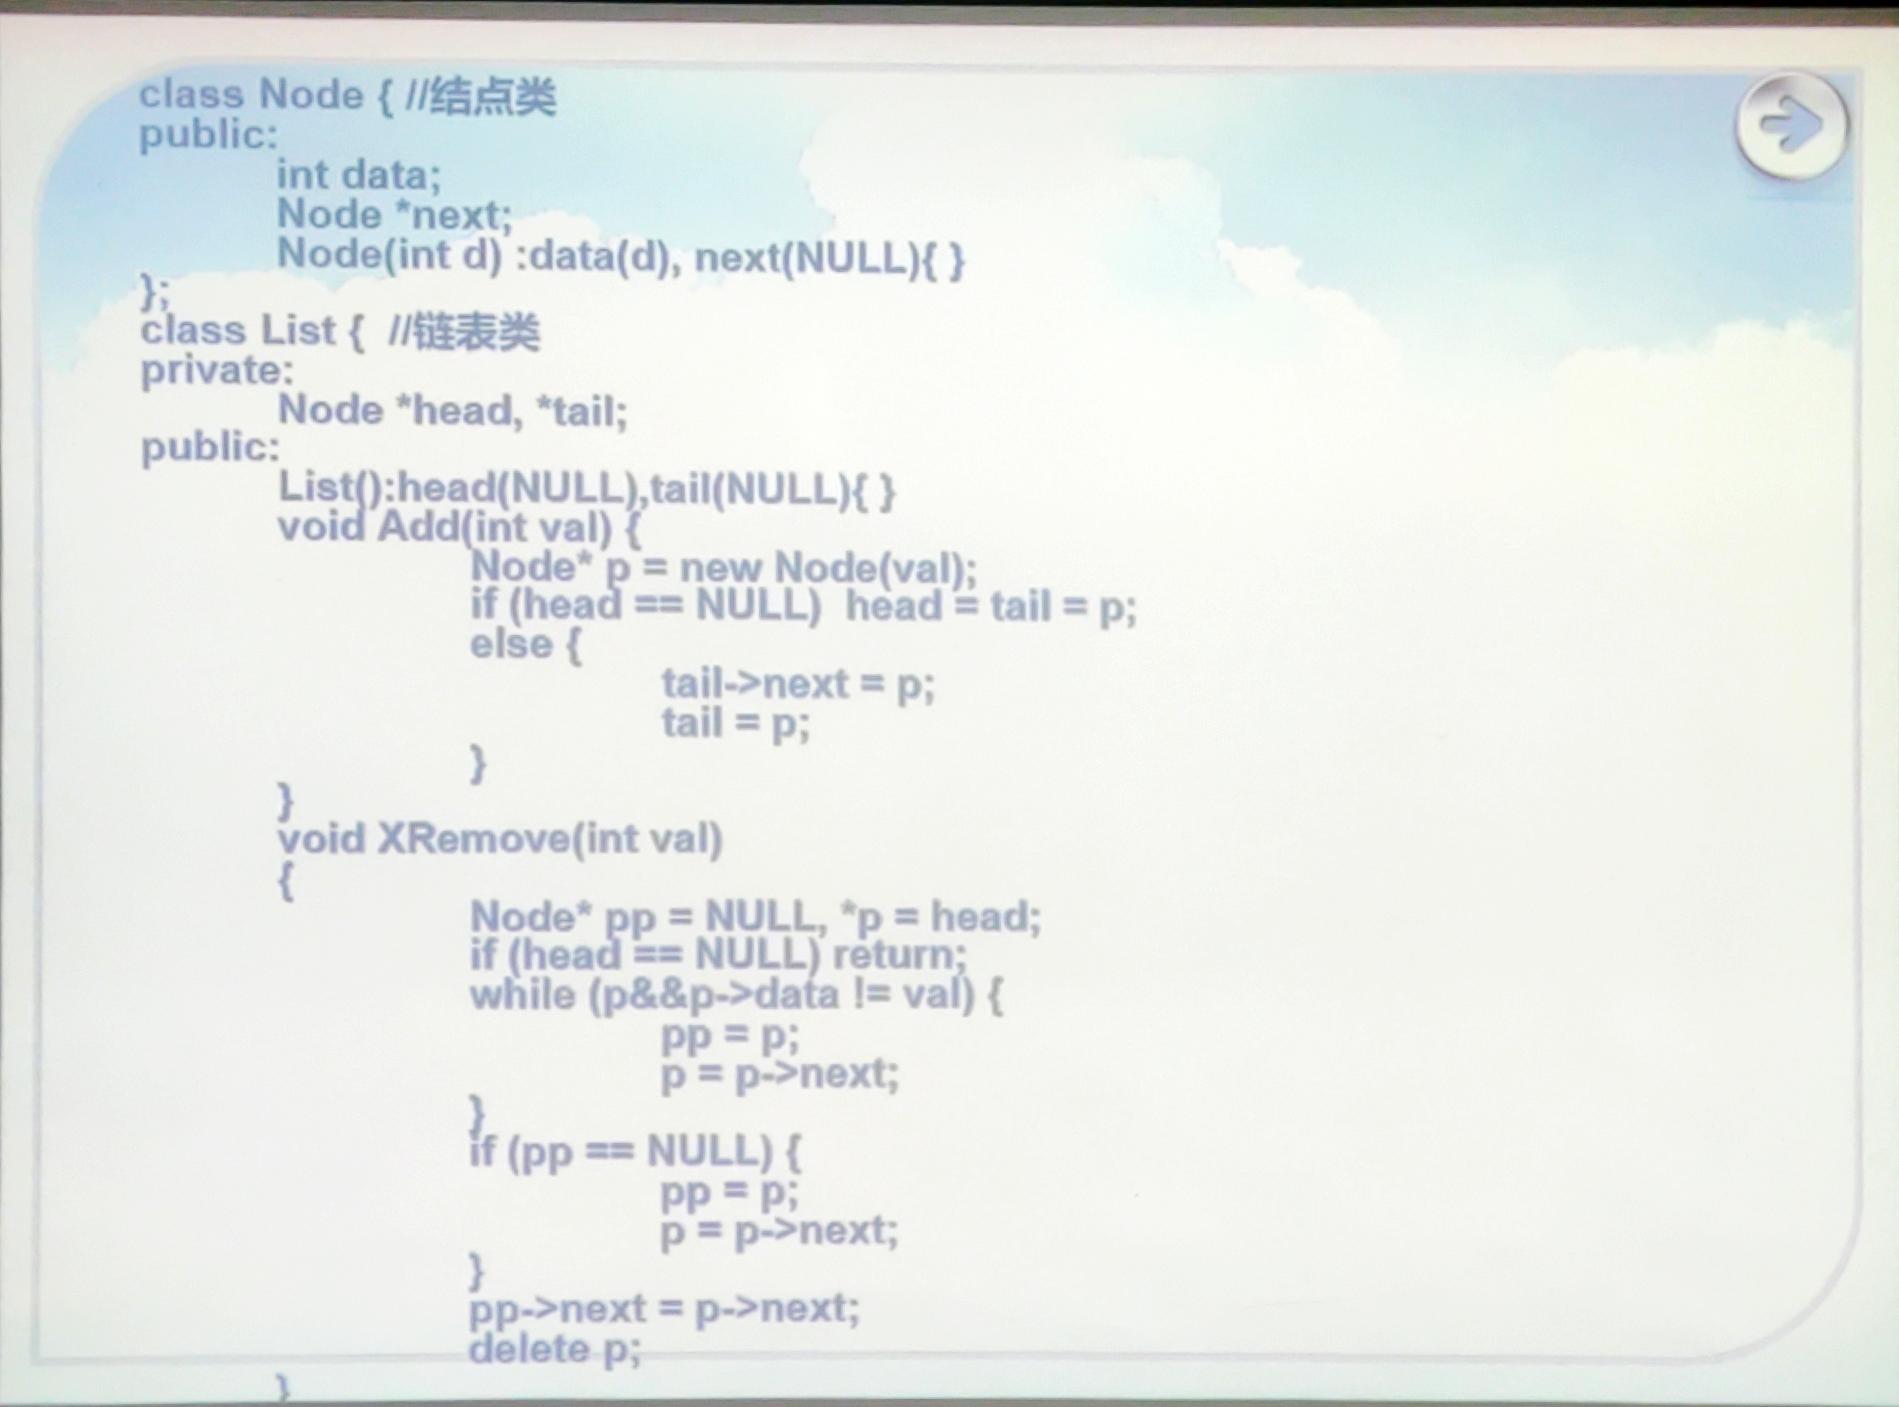 class Node { //结点类
public:
int data;
Node *next;
Node(int d) :data(d), next(NULL){ }
};
class List {  //链表类
private:
Node *head, *tail;
public:
List():head(NULL),tail(NULL){ }
void Add(int val) {
Node* p = new Node(val);
if (head == NULL)  head = tail = p;
else {
tail->next = p;
tail = p;
}
}
void XRemove(int val)
{
Node* pp = NULL, *p = head;
if (head == NULL) return;
while (p&&p->data != val) {
pp = p;
p = p->next;
}
if (pp == NULL) {
pp = p;
p = p->next;
}
pp->next = p->next;
delete p;
}